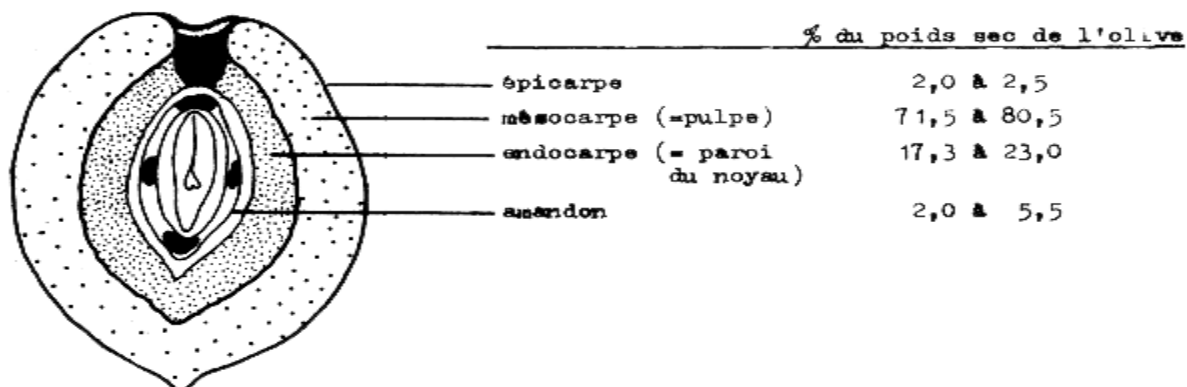 % du poids sec de l'olive
épicarpe 2,0 à 2,5
mésocarpe (=pulpe) 71,5 à 80,5
endocarpe (= paroi du noyau) 17,3 à 23,0
amandon 2,0 à 5,5